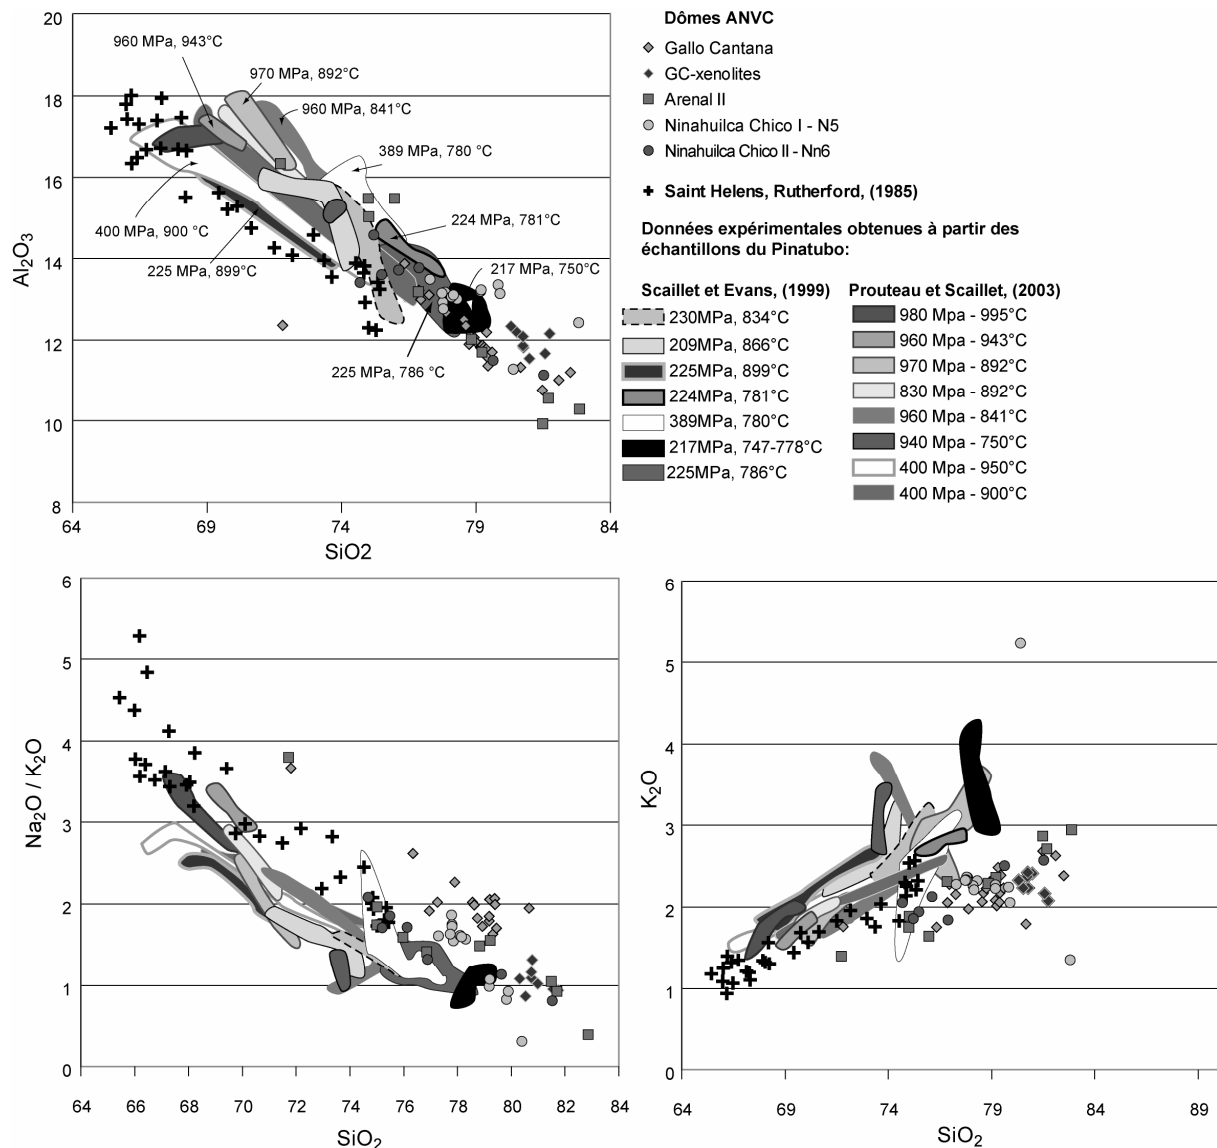 20
18
16
14
12
10
8
Al2O3
64
69
74
79
84
SiO2
960 MPa, 943°C
970 MPa, 892°C
960 MPa, 841°C
389 MPa, 780 °C
224 MPa, 781°C
400 MPa, 900 °C
225 MPa, 899°C
217 MPa, 750°C
225 MPa, 786 °C
Dômes ANVC
Gallo Cantana
GC-xenolites
Arenal II
Ninahuilca Chico I - N5
Ninahuilca Chico II - Nn6
Saint Helens, Rutherford, (1985)
Données expérimentales obtenues à partir des
échantillons du Pinatubo:
Scaillet et Evans, (1999)
230MPa, 834°C
209MPa, 866°C
225MPa, 899°C
224MPa, 781°C
389MPa, 780°C
217MPa, 747-778°C
225MPa, 786°C
Prouteau et Scaillet, (2003)
980 Mpa - 995°C
960 Mpa - 943°C
970 Mpa - 892°C
830 Mpa - 892°C
960 Mpa - 841°C
940 Mpa - 750°C
400 Mpa - 950°C
400 Mpa - 900°C
6
5
4
3
2
1
0
Na2O / K2O
64
66
68
70
72
74
76
78
80
82
84
SiO2
6
5
4
3
2
1
0
K2O
64
69
74
79
84
89
SiO2